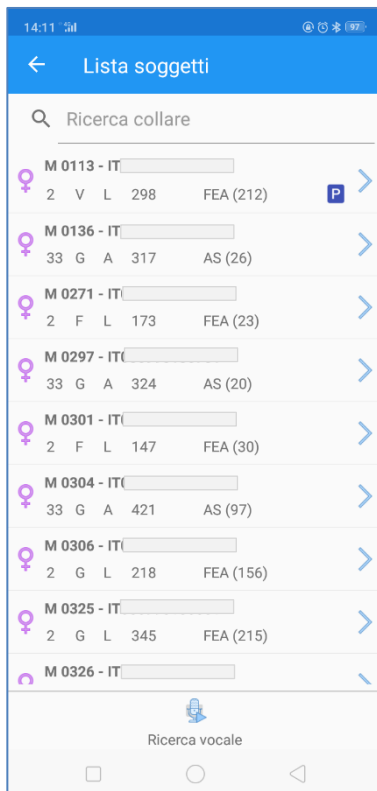 14:11
97
Lista soggetti
Ricerca collare
M 0113 - IT
2 V L 298 FEA (212) P
M 0136 - IT
33 G A 317 AS (26)
M 0271 - IT
2 F L 173 FEA (23)
M 0297 - IT
33 G A 324 AS (20)
M 0301 - IT
2 F L 147 FEA (30)
M 0304 - IT
33 G A 421 AS (97)
M 0306 - IT
2 G L 218 FEA (156)
M 0325 - IT
2 G L 345 FEA (215)
M 0326 - IT
Ricerca vocale